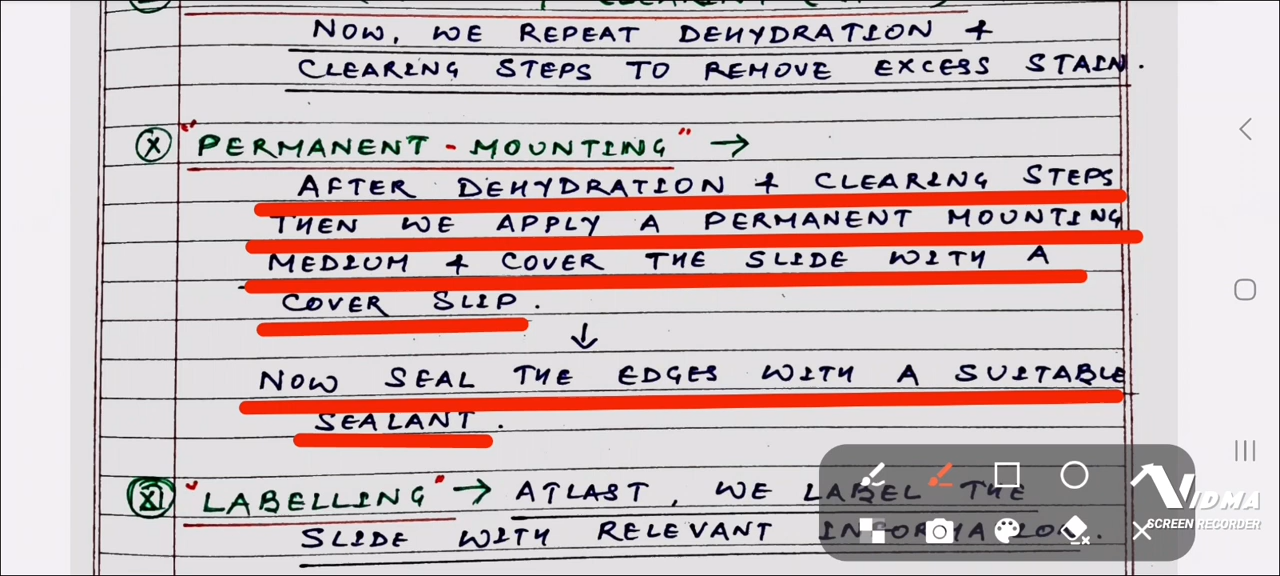 NOW, WE REPEAT DEHYDRATION &
CLEARING STEPS TO REMOVE EXCESS STAIN.
(X) "PERMANENT-MOUNTING" →
AFTER DEHYDRATION & CLEARING STEPS
THEN WE APPLY A PERMANENT MOUNTING
MEDIUM & COVER THE SLIDE WITH A
COVER SLIP.
↓
NOW SEAL THE EDGES WITH A SUITABLE
SEALANT.
(XI) "LABELLING" → ATLAST, WE LABEL THE
SLIDE WITH RELEVANT INFORMATION.
VIDMA
SCREEN RECORDER